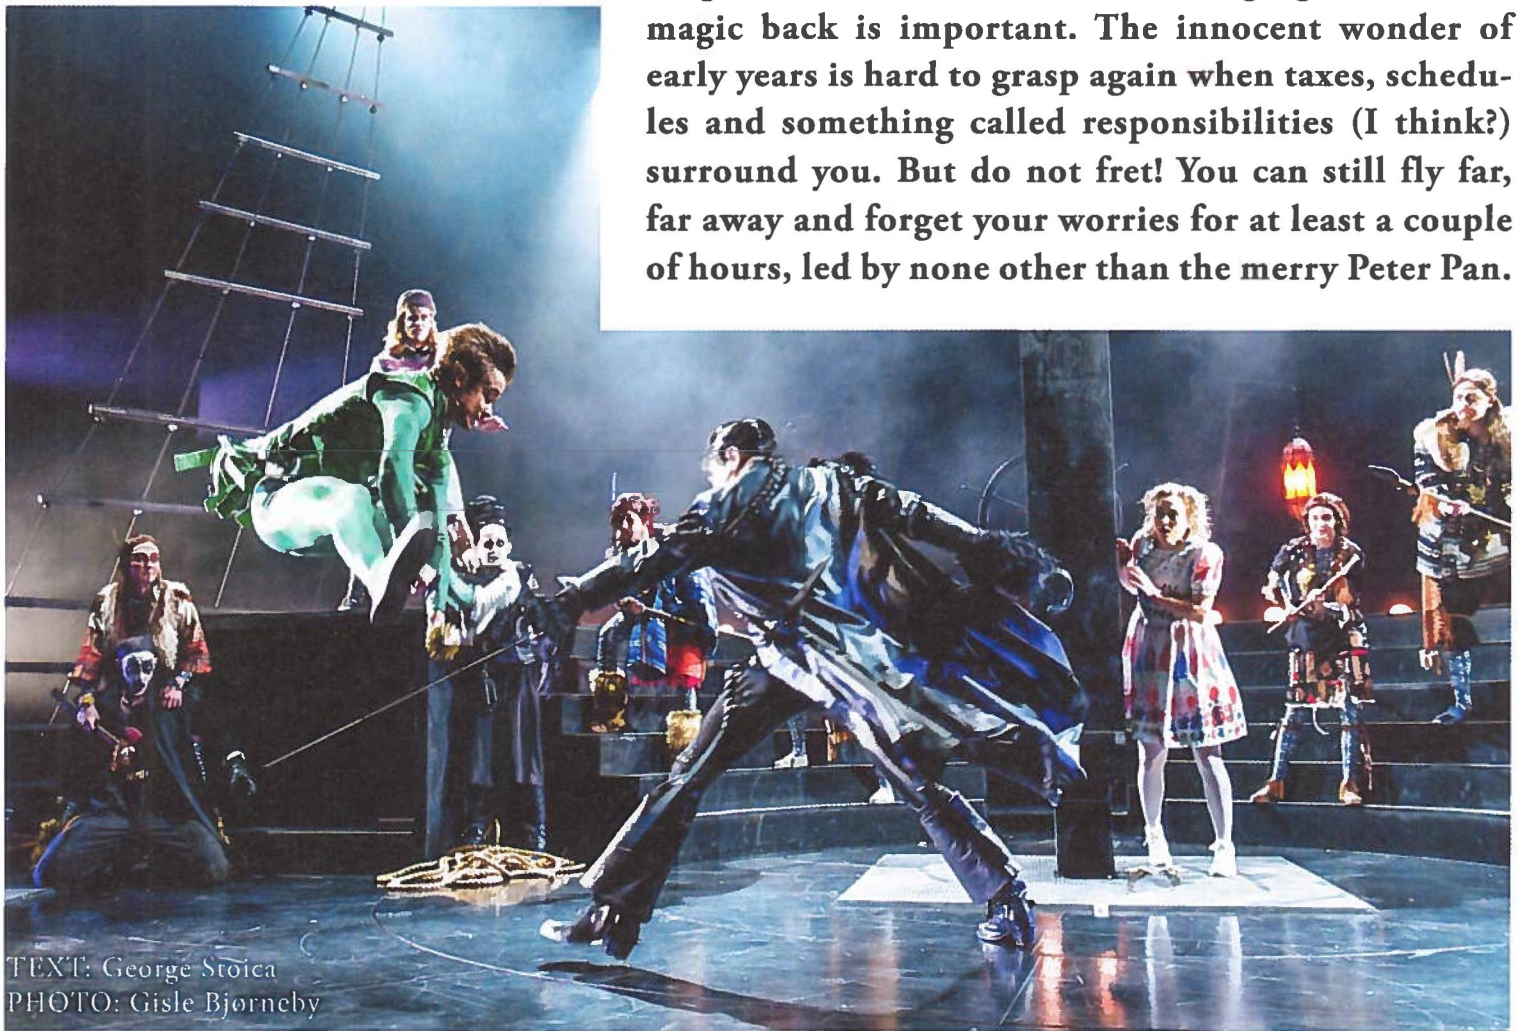 magic back is important. The innocent wonder of
early years is hard to grasp again when taxes, schedu-
les and something called responsibilities (I think?)
surround you. But do not fret! You can still fly far,
far away and forget your worries for at least a couple
of hours, led by none other than the merry Peter Pan.
TEXT: George Stoica
PHOTO: Gisle Bjørneby